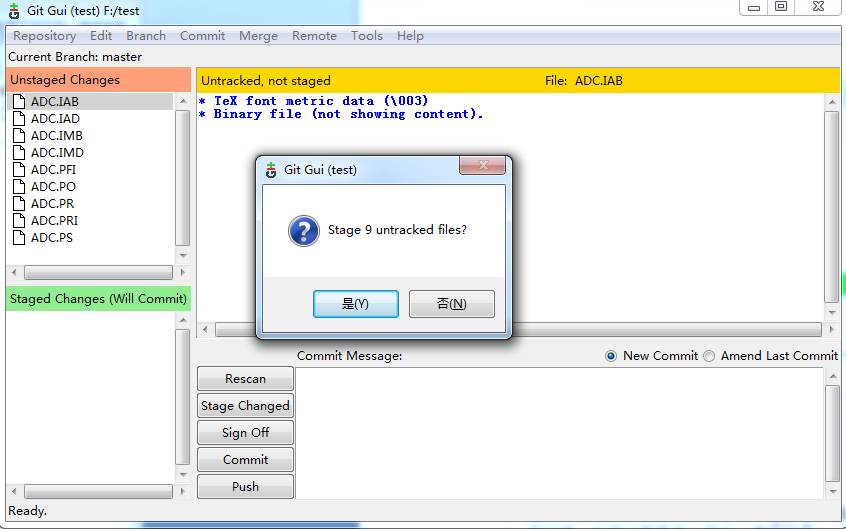 Git Gui (test) F:/test
Repository Edit Branch Commit Merge Remote Tools Help
Current Branch: master
Unstaged Changes
ADC.IAB
ADC.IAD
ADC.IMB
ADC.IMD
ADC.PFI
ADC.PO
ADC.PR
ADC.PRI
ADC.PS
Staged Changes (Will Commit)
Untracked, not staged File: ADC.IAB
* TeX font metric data (\003)
* Binary file (not showing content).
Git Gui (test)
Stage 9 untracked files?
是(Y) 否(N)
Commit Message: New Commit Amend Last Commit
Rescan
Stage Changed
Sign Off
Commit
Push
Ready.